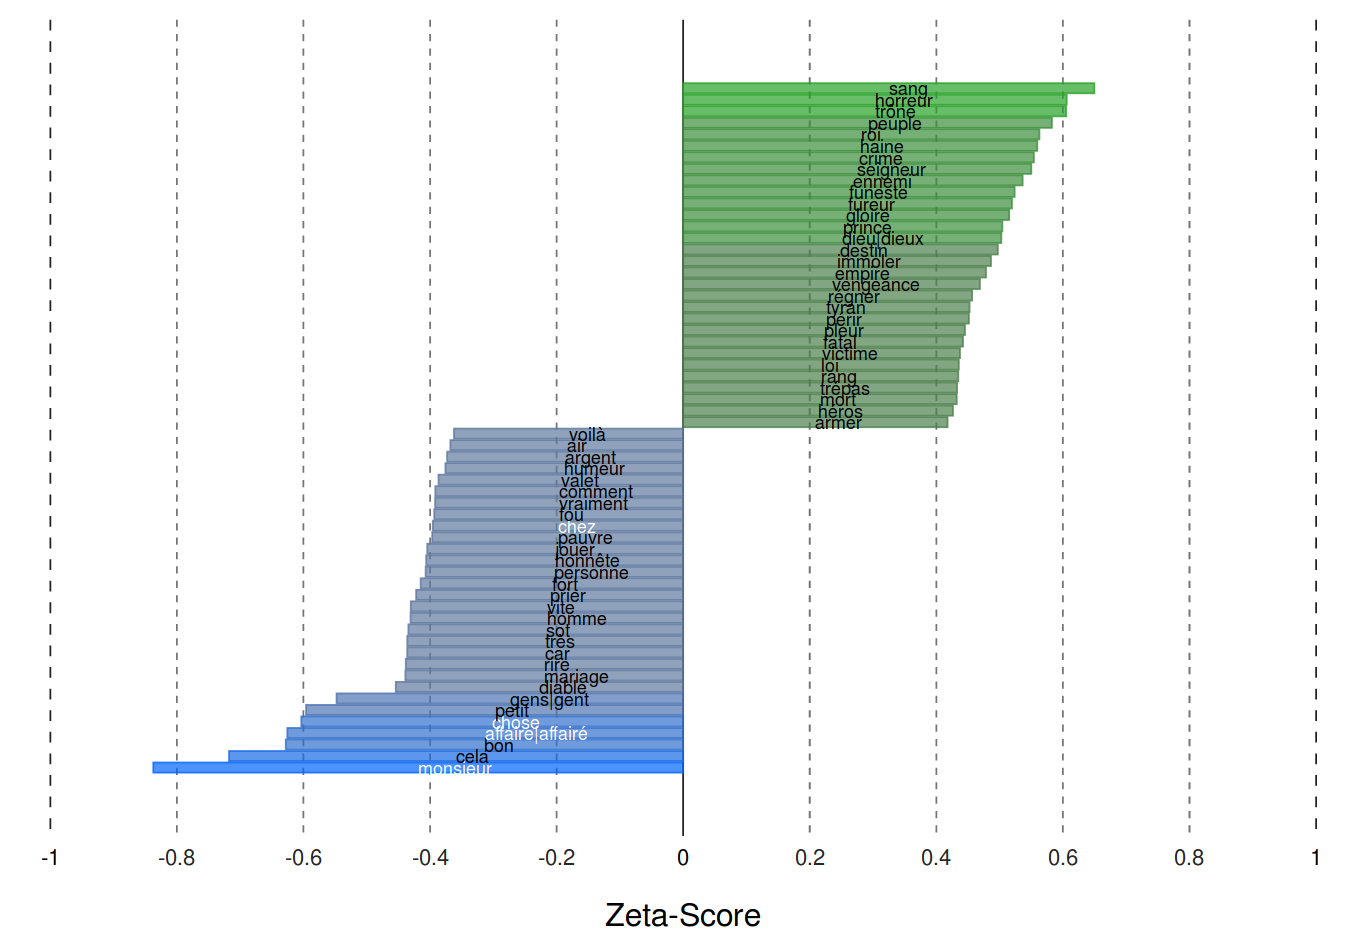 sang
horreur
trône
peuple
roi
haine
crime
seigneur
ennemi
funeste
fureur
gloire
prince
dieu|dieux
destin
immoler
empire
vengeance
régner
tyran
périr
pleur
fatal
victime
loi
rang
trépas
mort
héros
armer
voilà
air
argent
humeur
valet
comment
vraiment
fou
chez
pauvre
jouer
honnête
personne
fort
prier
vite
homme
sot
très
car
rire
mariage
diable
gens|gent
petit
chose
affaire|affairé
bon
cela
monsieur
-1 -0.8 -0.6 -0.4 -0.2 0 0.2 0.4 0.6 0.8 1
Zeta-Score